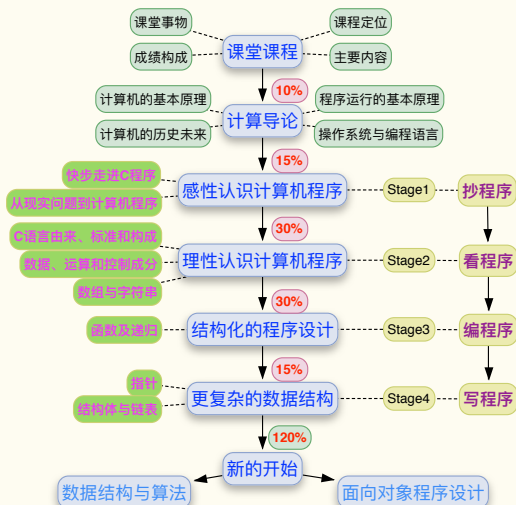 课堂事物
课程定位
课堂课程
成绩构成
主要内容
10%
计算机的基本原理
程序运行的基本原理
计算导论
计算机的历史未来
操作系统与编程语言
15%
快步走进C程序
感性认识计算机程序
Stage1
抄程序
从现实问题到计算机程序
30%
C语言由来、标准和构成
数据、运算和控制成分
理性认识计算机程序
Stage2
看程序
数组与字符串
30%
函数及递归
结构化的程序设计
Stage3
编程序
15%
指针
更复杂的数据结构
Stage4
写程序
结构体与链表
120%
新的开始
数据结构与算法
面向对象程序设计